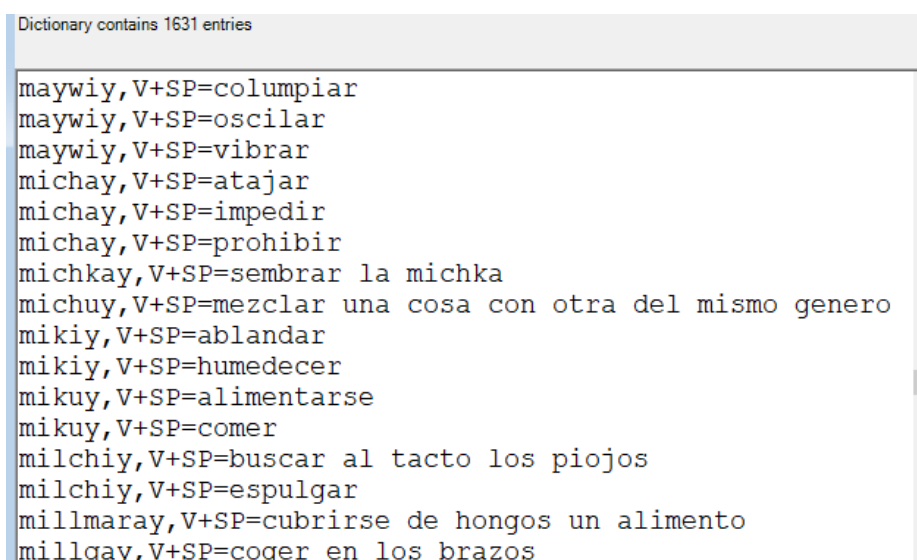 Dictionary contains 1631 entries
maywiy,V+SP=columpiar
maywiy,V+SP=oscilar
maywiy,V+SP=vibrar
michay,V+SP=atajar
michay,V+SP=impedir
michay,V+SP=prohibir
michkay,V+SP=sembrar la michka
michuy,V+SP=mezclar una cosa con otra del mismo genero
mikiy,V+SP=ablandar
mikiy,V+SP=humedecer
mikuy,V+SP=alimentarse
mikuy,V+SP=comer
milchiy,V+SP=buscar al tacto los piojos
milchiy,V+SP=espulgar
millmaray,V+SP=cubrirse de hongos un alimento
millqay,V+SP=coger en los brazos